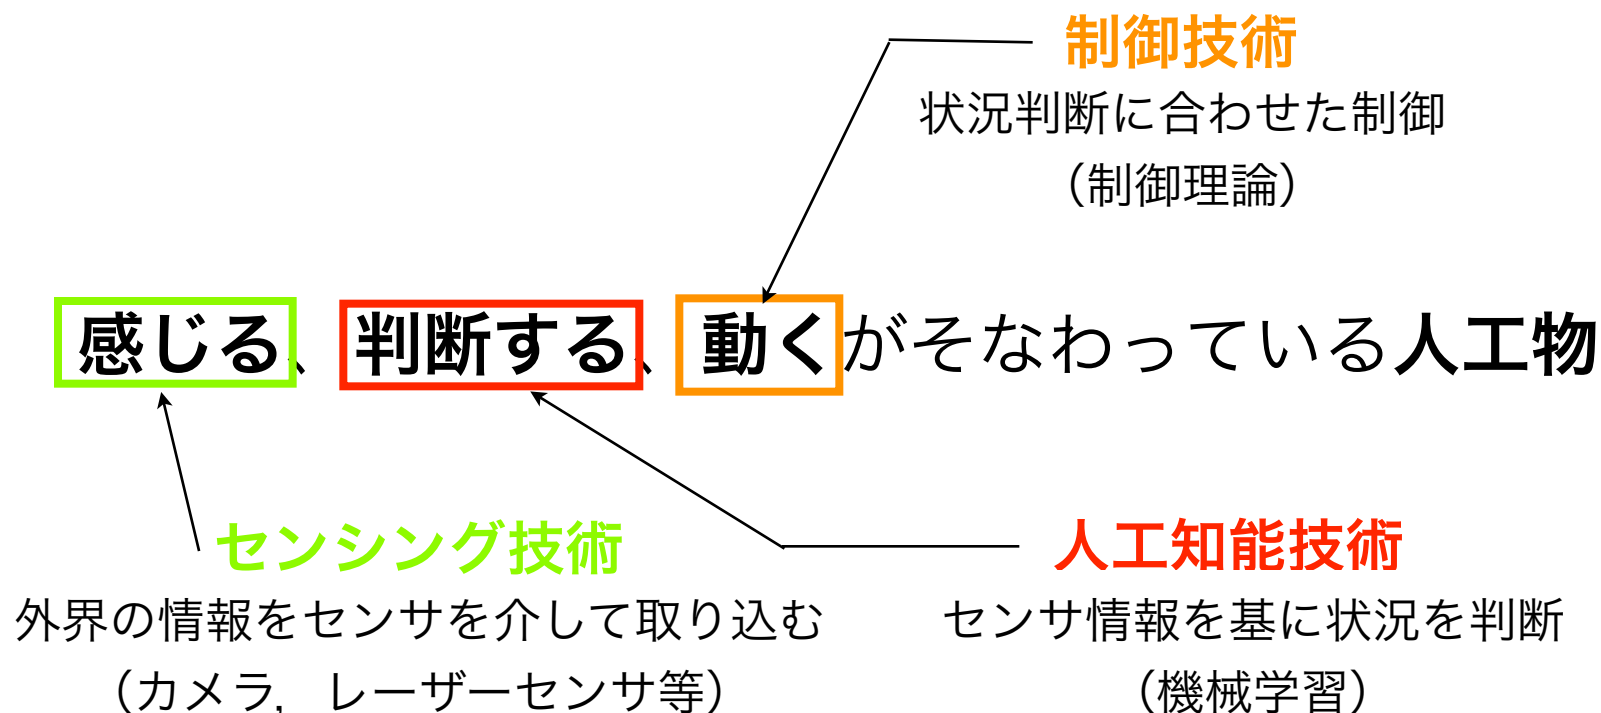 制御技術
状況判断に合わせた制御
（制御理論）
感じる、判断する、動くがそなわっている人工物
センシング技術
外界の情報をセンサを介して取り込む
（カメラ，レーザーセンサ等）
人工知能技術
センサ情報を基に状況を判断
（機械学習）